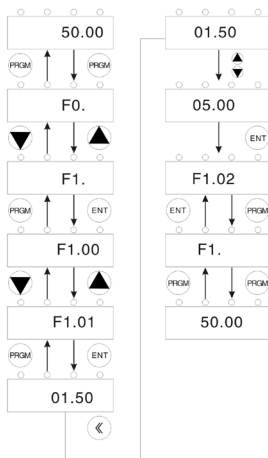 50.00
PRGM PRGM
F0.
F1.
PRGM ENT
F1.00
F1.01
PRGM ENT
01.50
01.50
05.00
ENT
F1.02
ENT PRGM
F1.
PRGM PRGM
50.00